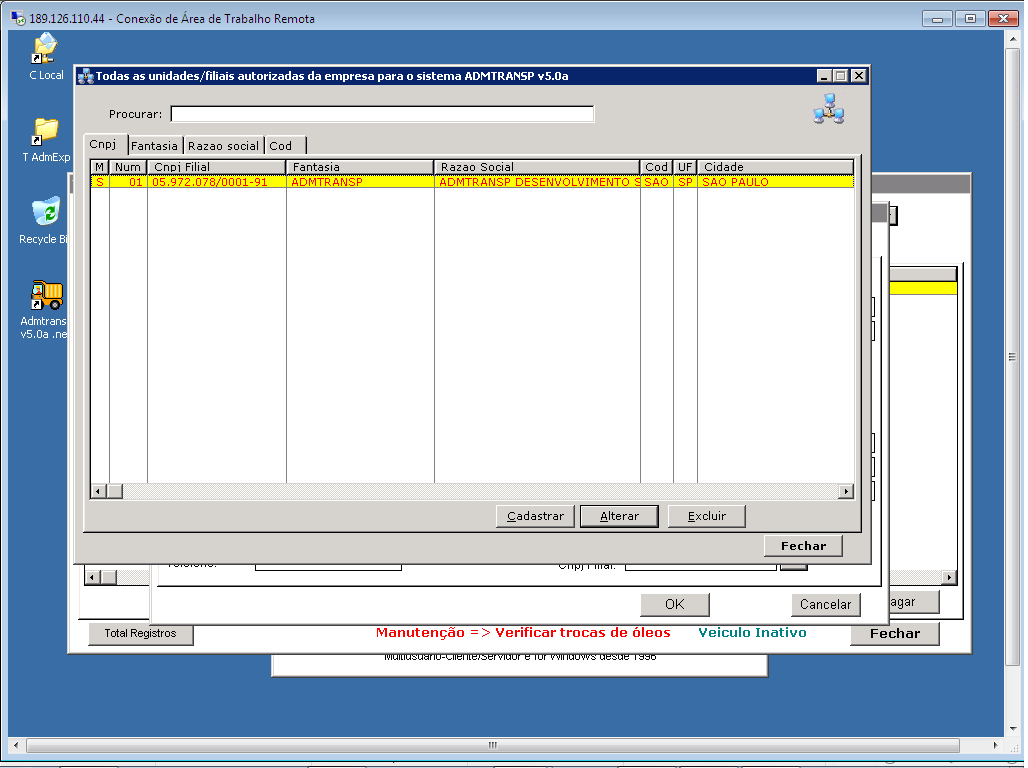 189.126.110.44 - Conexão de Área de Trabalho Remota
C Local
T AdmExp
Recycle Bi
Admtrans
v5.0a .ne
Todas as unidades/filiais autorizadas da empresa para o sistema ADMTRANSP v5.0a
Procurar:
Cnpj Fantasia Razao social Cod
M Num Cnpj Filial Fantasia Razao Social Cod UF Cidade
S 01 05.972.078/0001-91 ADMTRANSP ADMTRANSP DESENVOLVIMENTO S SAO SP SAO PAULO
Cadastrar Alterar Excluir
Fechar
Telefone: Cnpj Filial:
OK Cancelar agar
Total Registros Manutenção => Verificar trocas de óleos Veiculo Inativo Fechar
Multiusuário-Cliente/Servidor e for Windows desde 1996